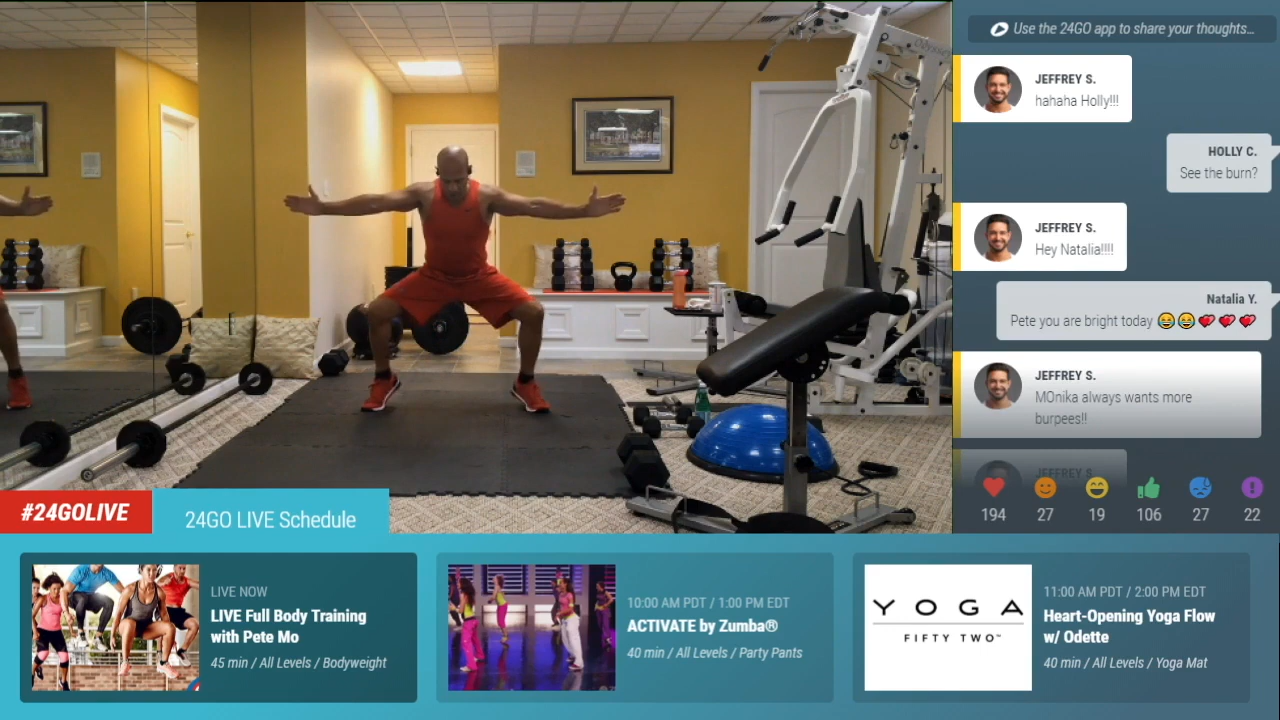 Use the 24GO app to share your thoughts...
JEFFREY S.
hahaha Holly!!!
HOLLY C.
See the burn?
JEFFREY S.
Hey Natalia!!!!
Natalia Y.
Pete you are bright today 😂😂💕💕💕
JEFFREY S.
MOnika always wants more
burpees!!
JEFFREY S.
194
27
19
106
27
22
#24GOLIVE
24GO LIVE Schedule
LIVE NOW
LIVE Full Body Training
with Pete Mo
45 min / All Levels / Bodyweight
10:00 AM PDT / 1:00 PM EDT
ACTIVATE by Zumba®
40 min / All Levels / Party Pants
YOGA
FIFTY TWO™
11:00 AM PDT / 2:00 PM EDT
Heart-Opening Yoga Flow
w/ Odette
40 min / All Levels / Yoga Mat